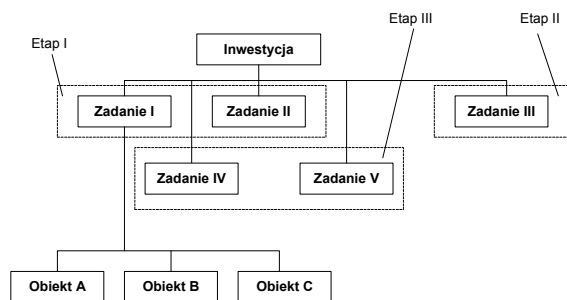 Etap I
Etap III
Etap II
Inwestycja
Zadanie I
Zadanie II
Zadanie III
Zadanie IV
Zadanie V
Obiekt A
Obiekt B
Obiekt C